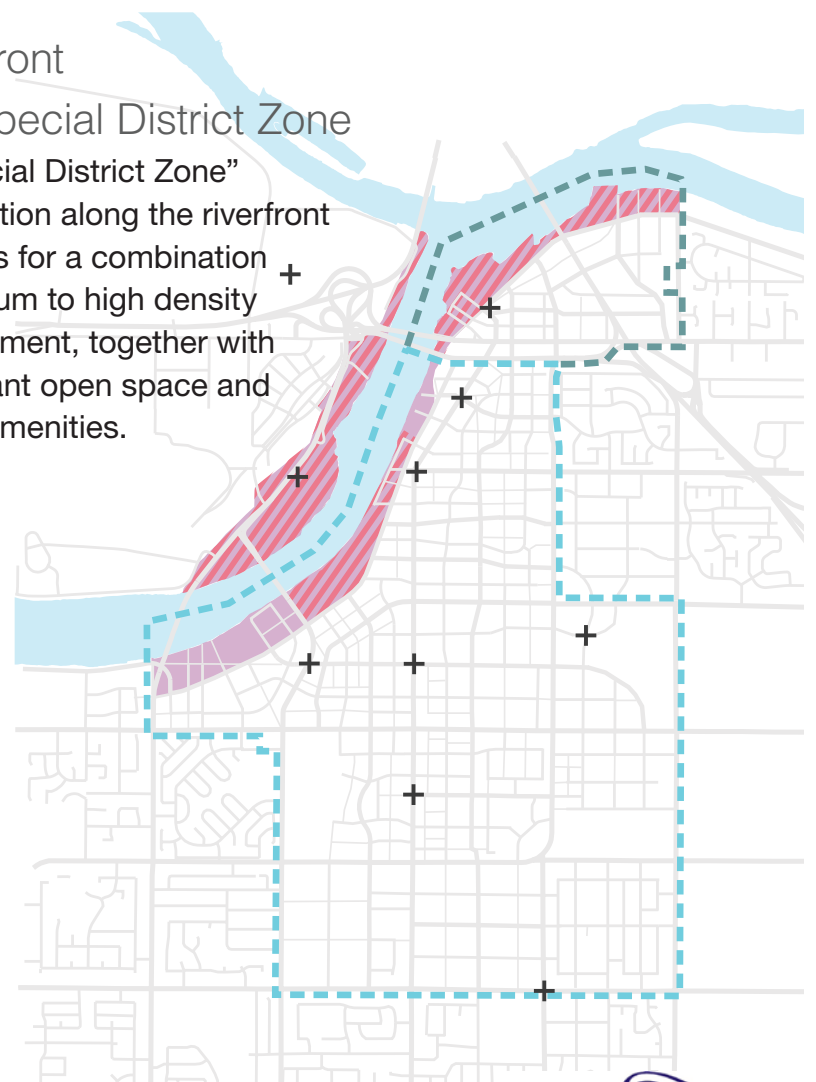 ront
pecial District Zone
cial District Zone”
tion along the riverfront
s for a combination
um to high density
ment, together with
ant open space and
menities.